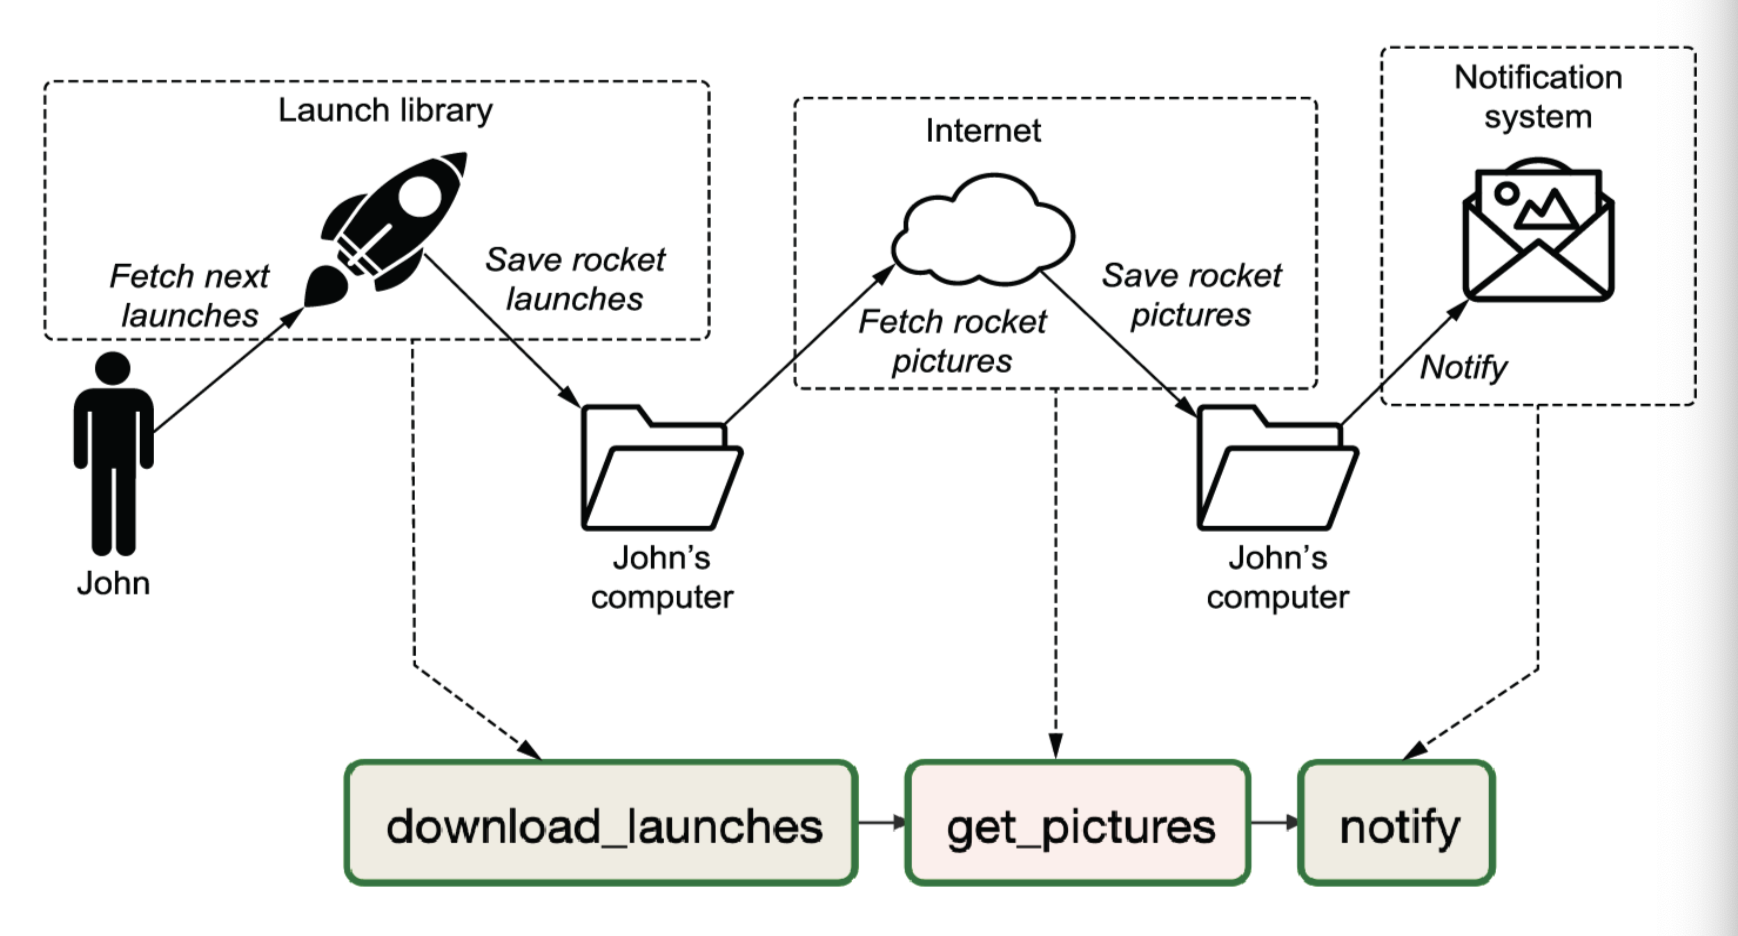 Launch library
Fetch next
launches
Save rocket
launches
John
John’s
computer
Internet
Fetch rocket
pictures
Save rocket
pictures
John’s
computer
Notification
system
Notify
download_launches
get_pictures
notify